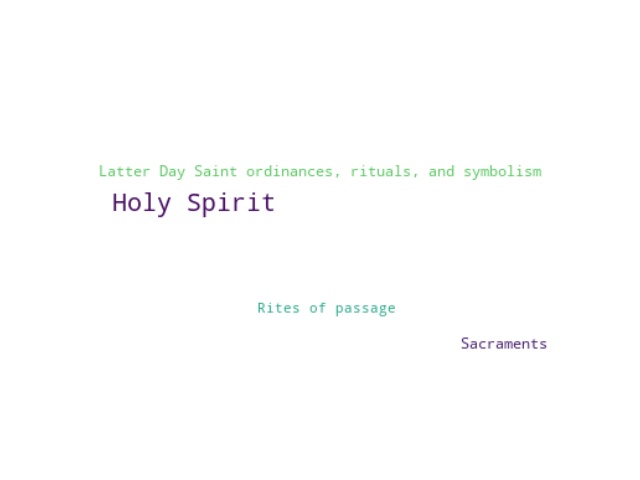 Latter Day Saint ordinances, rituals, and symbolism
Holy Spirit
Rites of passage
Sacraments